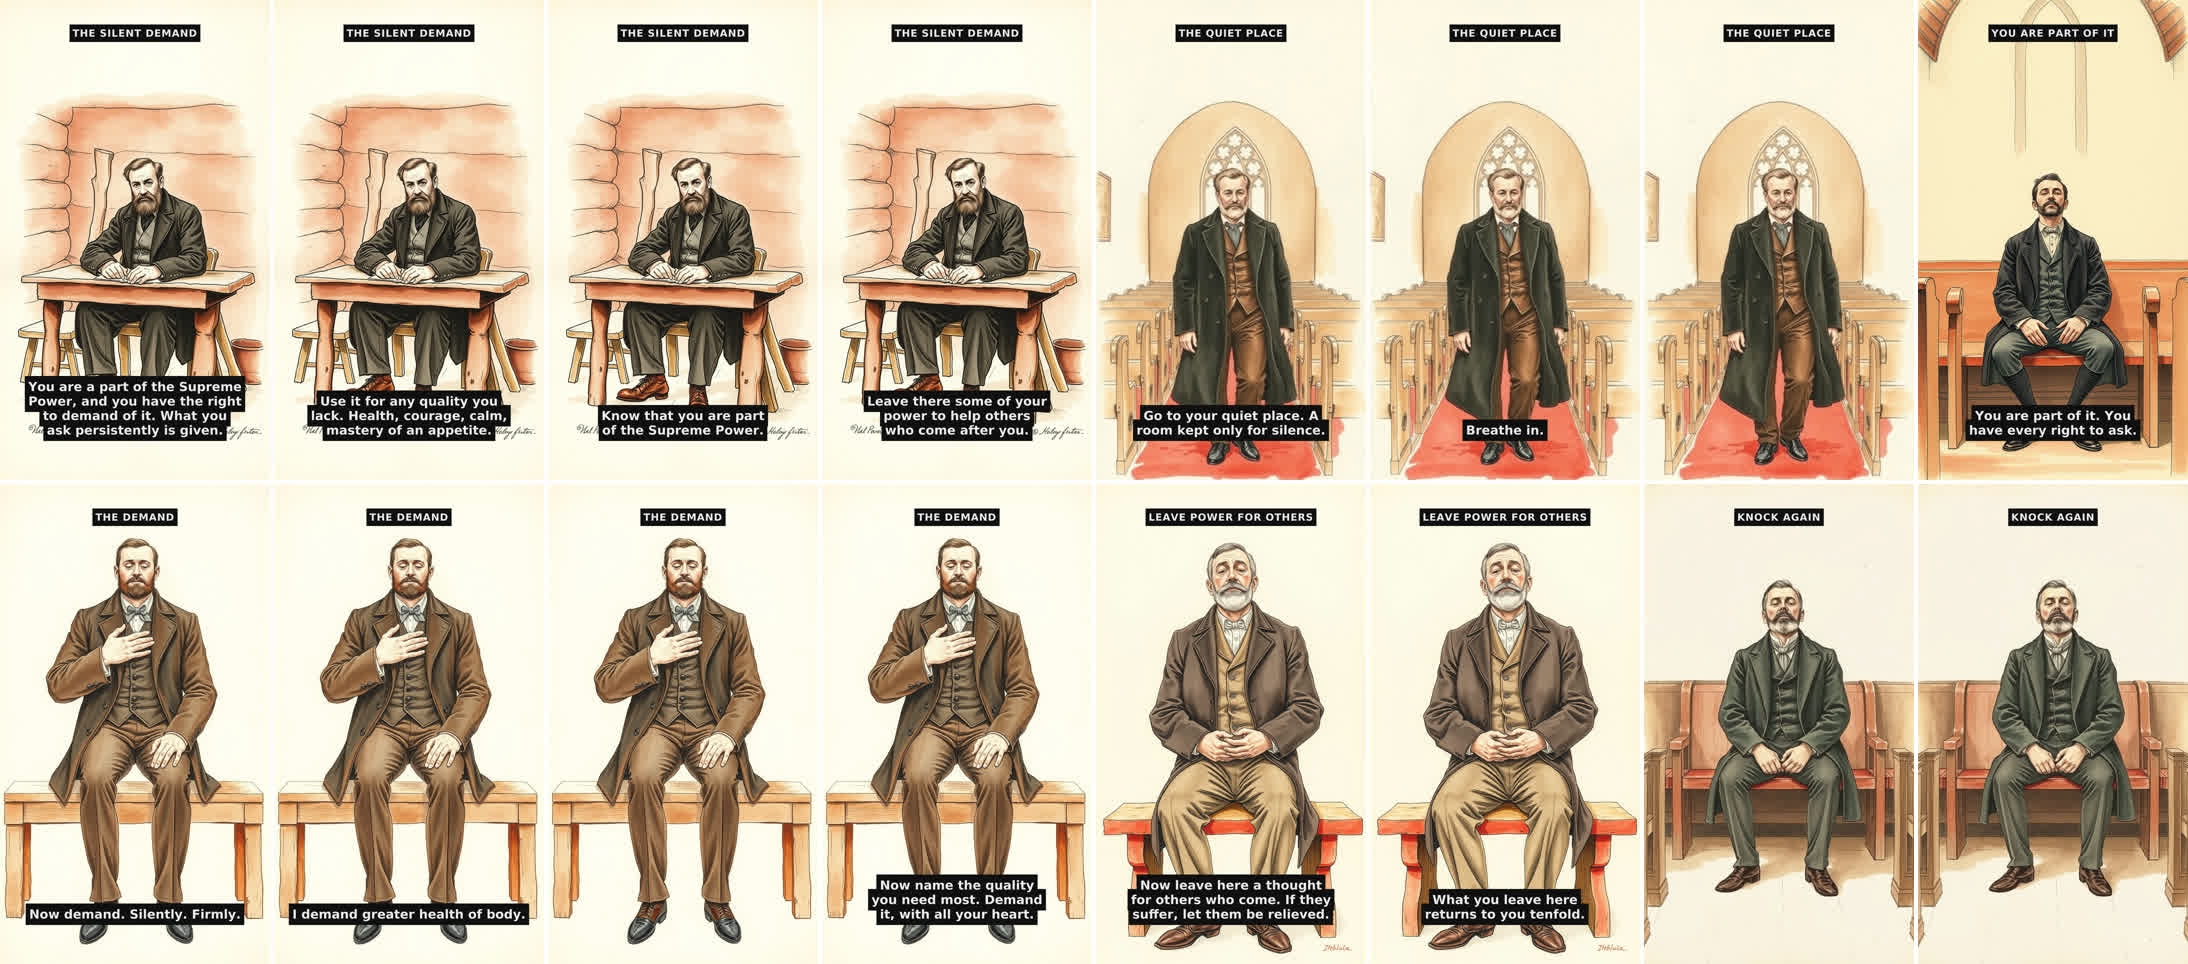 THE SILENT DEMAND
You are a part of the Supreme
Power, and you have the right
to demand of it. What you
ask persistently is given.
THE SILENT DEMAND
Use it for any quality you
lack. Health, courage, calm,
mastery of an appetite.
THE SILENT DEMAND
Know that you are part
of the Supreme Power.
THE SILENT DEMAND
Leave there some of your
power to help others
who come after you.
THE QUIET PLACE
Go to your quiet place. A
room kept only for silence.
THE QUIET PLACE
Breathe in.
THE QUIET PLACE
YOU ARE PART OF IT
You are part of it. You
have every right to ask.
THE DEMAND
Now demand. Silently. Firmly.
THE DEMAND
I demand greater health of body.
THE DEMAND
THE DEMAND
Now name the quality
you need most. Demand
it, with all your heart.
LEAVE POWER FOR OTHERS
Now leave here a thought
for others who come. If they
suffer, let them be relieved.
LEAVE POWER FOR OTHERS
What you leave here
returns to you tenfold.
KNOCK AGAIN
KNOCK AGAIN